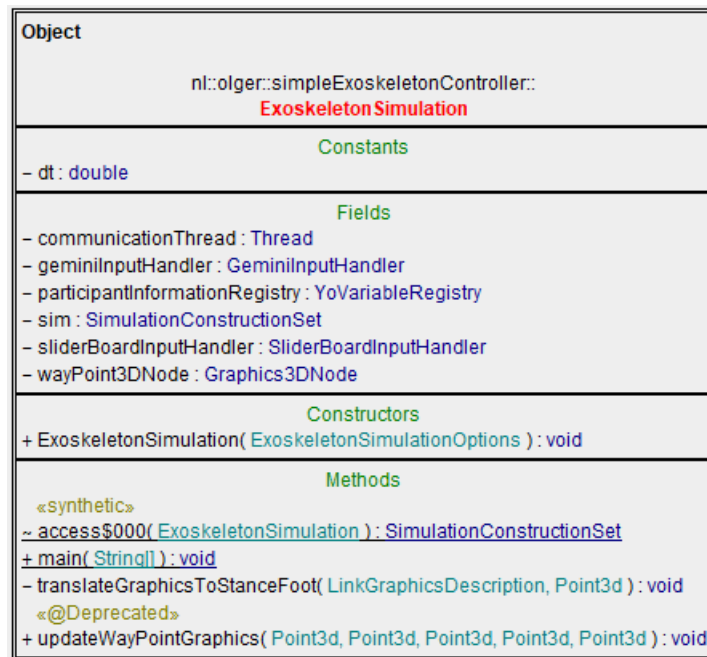 Object
nl::olger::simpleExoskeletonController::
ExoskeletonSimulation
Constants
– dt : double
Fields
– communicationThread : Thread
– geminiInputHandler : GeminiInputHandler
– participantInformationRegistry : YoVariableRegistry
– sim : SimulationConstructionSet
– sliderBoardInputHandler : SliderBoardInputHandler
– wayPoint3DNode : Graphics3DNode
Constructors
+ ExoskeletonSimulation( ExoskeletonSimulationOptions ) : void
Methods
«synthetic»
~ access$000( ExoskeletonSimulation ) : SimulationConstructionSet
+ main( String[] ) : void
– translateGraphicsToStanceFoot( LinkGraphicsDescription, Point3d ) : void
«@Deprecated»
+ updateWayPointGraphics( Point3d, Point3d, Point3d, Point3d, Point3d ) : void